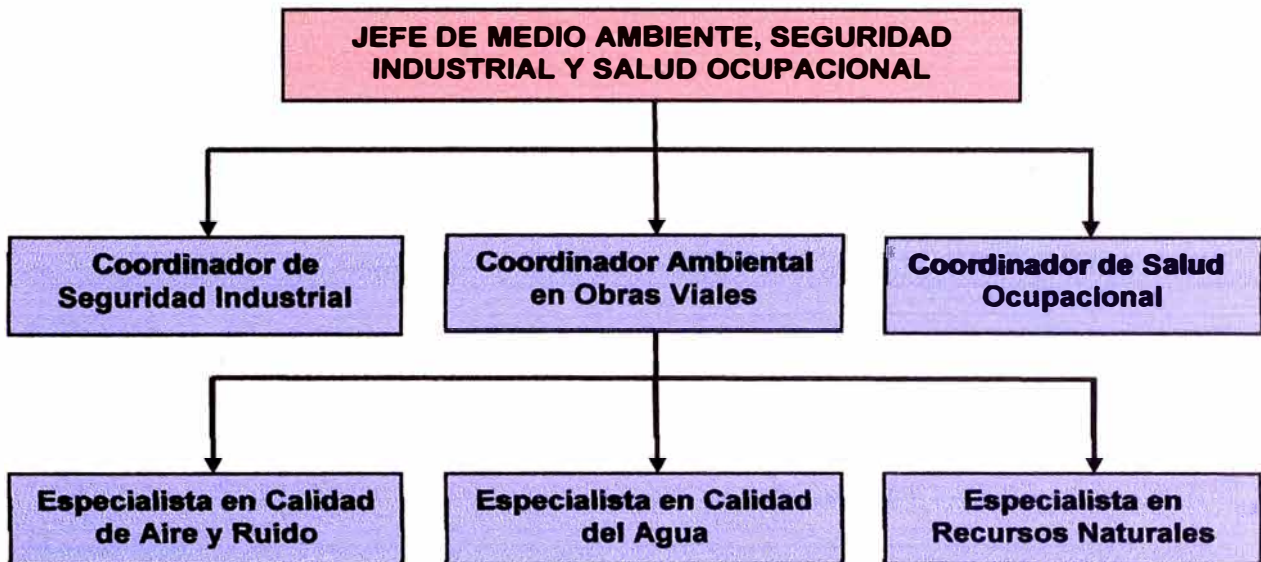 JEFE DE MEDIO AMBIENTE, SEGURIDAD
INDUSTRIAL Y SALUD OCUPACIONAL
Coordinador de
Seguridad Industrial
Coordinador Ambiental
en Obras Viales
Coordinador de Salud
Ocupacional
Especialista en Calidad
de Aire y Ruido
Especialista en Calidad
del Agua
Especialista en
Recursos Naturales